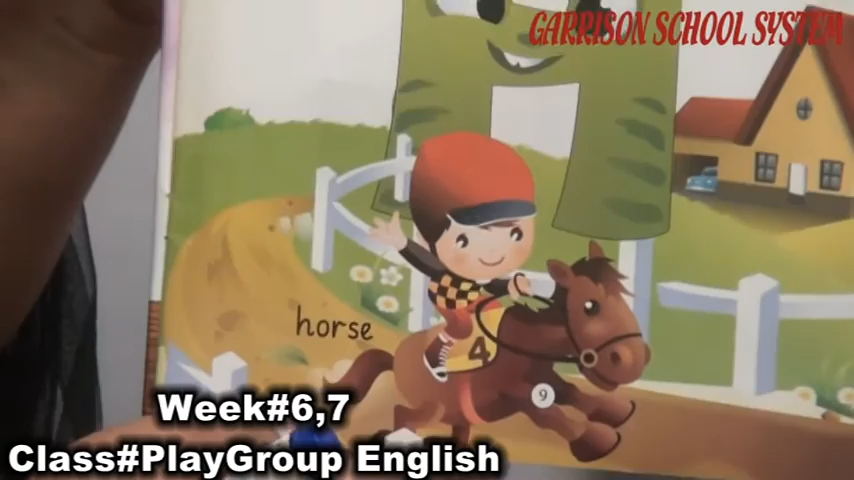 GARRISON SCHOOL SYSTEM
horse
4
9
Week#6,7
Class#PlayGroup English